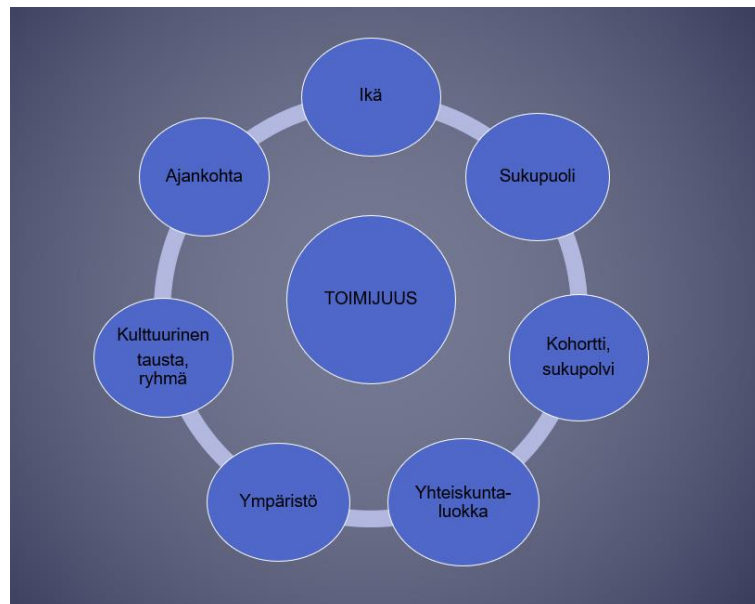 Ikä
Sukupuoli
Kohortti,
sukupolvi
Yhteiskunta-
luokka
Ympäristö
Kulttuurinen
tausta,
ryhmä
Ajankohta
TOIMIJUUS